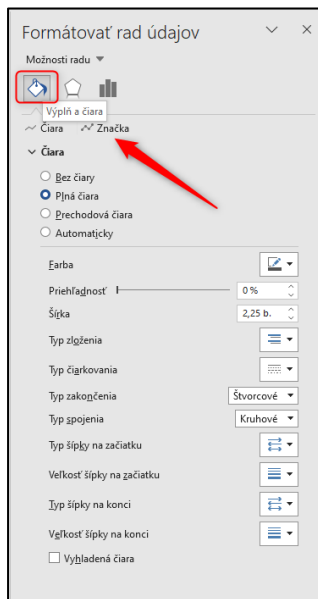 Formátovať rad údajov
Možnosti radu
Výplň a čiara
Čiara Značka
Čiara
Bez čiary
Plná čiara
Prechodová čiara
Automaticky
Farba
Priehľadnosť 0 %
Šírka 2,25 b.
Typ zloženia
Typ čiarkovania
Typ zakončenia Štvorcové
Typ spojenia Kruhové
Typ šípky na začiatku
Veľkosť šípky na začiatku
Typ šípky na konci
Veľkosť šípky na konci
Vyhladená čiara